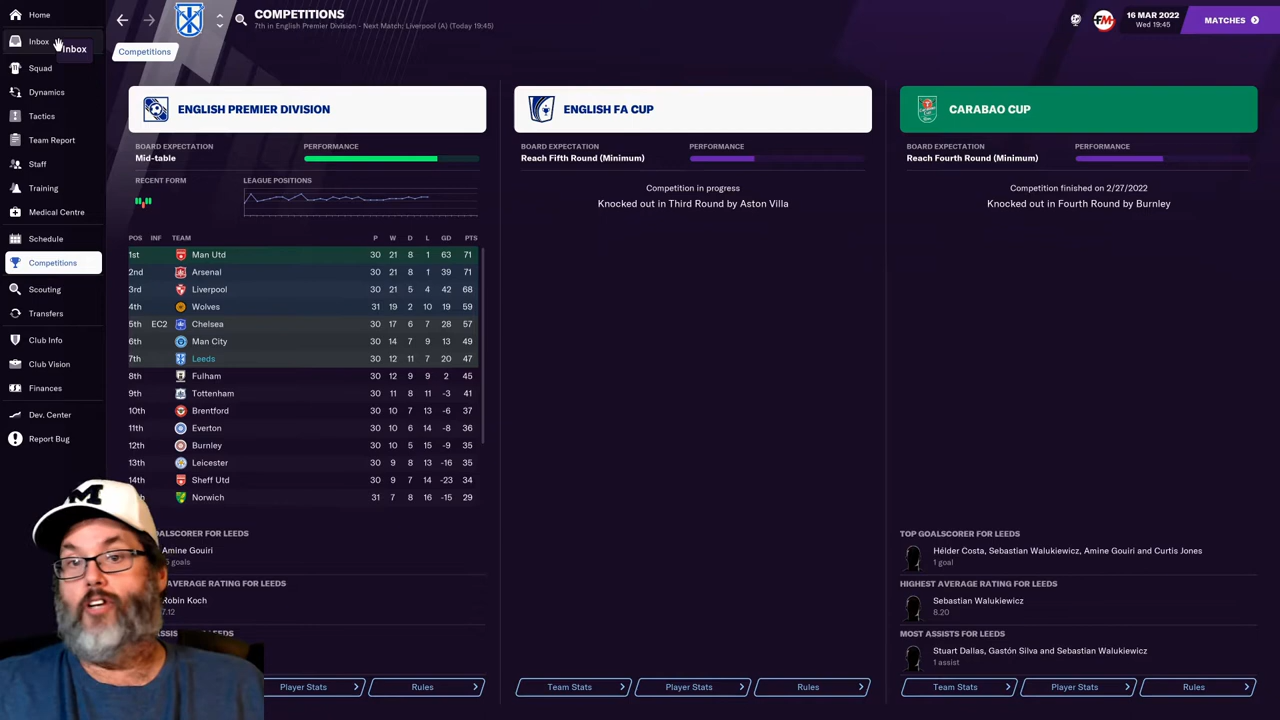 Home
Inbox
Inbox
Squad
Dynamics
Tactics
Team Report
Staff
Training
Medical Centre
Schedule
Competitions
Scouting
Transfers
Club Info
Club Vision
Finances
Dev. Center
Report Bug
COMPETITIONS
7th in English Premier Division - Next Match: Liverpool (A) (Today 19:45)
FM
16 MAR 2022
Wed 19:45
MATCHES
Competitions
ENGLISH PREMIER DIVISION
BOARD EXPECTATION PERFORMANCE
Mid-table
RECENT FORM LEAGUE POSITIONS
POS INF TEAM P W D L GD PTS
1st Man Utd 30 21 8 1 63 71
2nd Arsenal 30 21 8 1 39 71
3rd Liverpool 30 21 5 4 42 68
4th Wolves 31 19 2 10 19 59
5th EC2 Chelsea 30 17 6 7 28 57
6th Man City 30 14 7 9 13 49
7th Leeds 30 12 11 7 20 47
8th Fulham 30 12 9 9 2 45
9th Tottenham 30 11 8 11 -3 41
10th Brentford 30 10 7 13 -6 37
11th Everton 30 10 6 14 -8 36
12th Burnley 30 10 5 15 -9 35
13th Leicester 30 9 8 13 -16 35
14th Sheff Utd 30 9 7 14 -23 34
Norwich 31 7 8 16 -15 29
GOALSCORER FOR LEEDS
Amine Gouiri
goals
AVERAGE RATING FOR LEEDS
Robin Koch
7.12
LEEDS
Player Stats
Rules
ENGLISH FA CUP
BOARD EXPECTATION PERFORMANCE
Reach Fifth Round (Minimum)
Competition in progress
Knocked out in Third Round by Aston Villa
Team Stats
Player Stats
Rules
CARABAO CUP
BOARD EXPECTATION PERFORMANCE
Reach Fourth Round (Minimum)
Competition finished on 2/27/2022
Knocked out in Fourth Round by Burnley
TOP GOALSCORER FOR LEEDS
Hélder Costa, Sebastian Walukiewicz, Amine Gouiri and Curtis Jones
1 goal
HIGHEST AVERAGE RATING FOR LEEDS
Sebastian Walukiewicz
8.20
MOST ASSISTS FOR LEEDS
Stuart Dallas, Gastón Silva and Sebastian Walukiewicz
1 assist
Team Stats
Player Stats
Rules